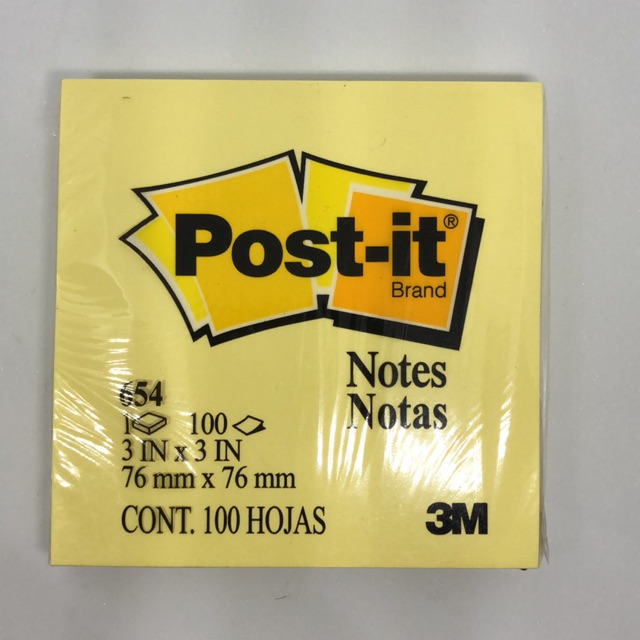 Post-it®
Brand
Notes
Notas
654
1 100
3 IN x 3 IN
76 mm x 76 mm
CONT. 100 HOJAS
3M